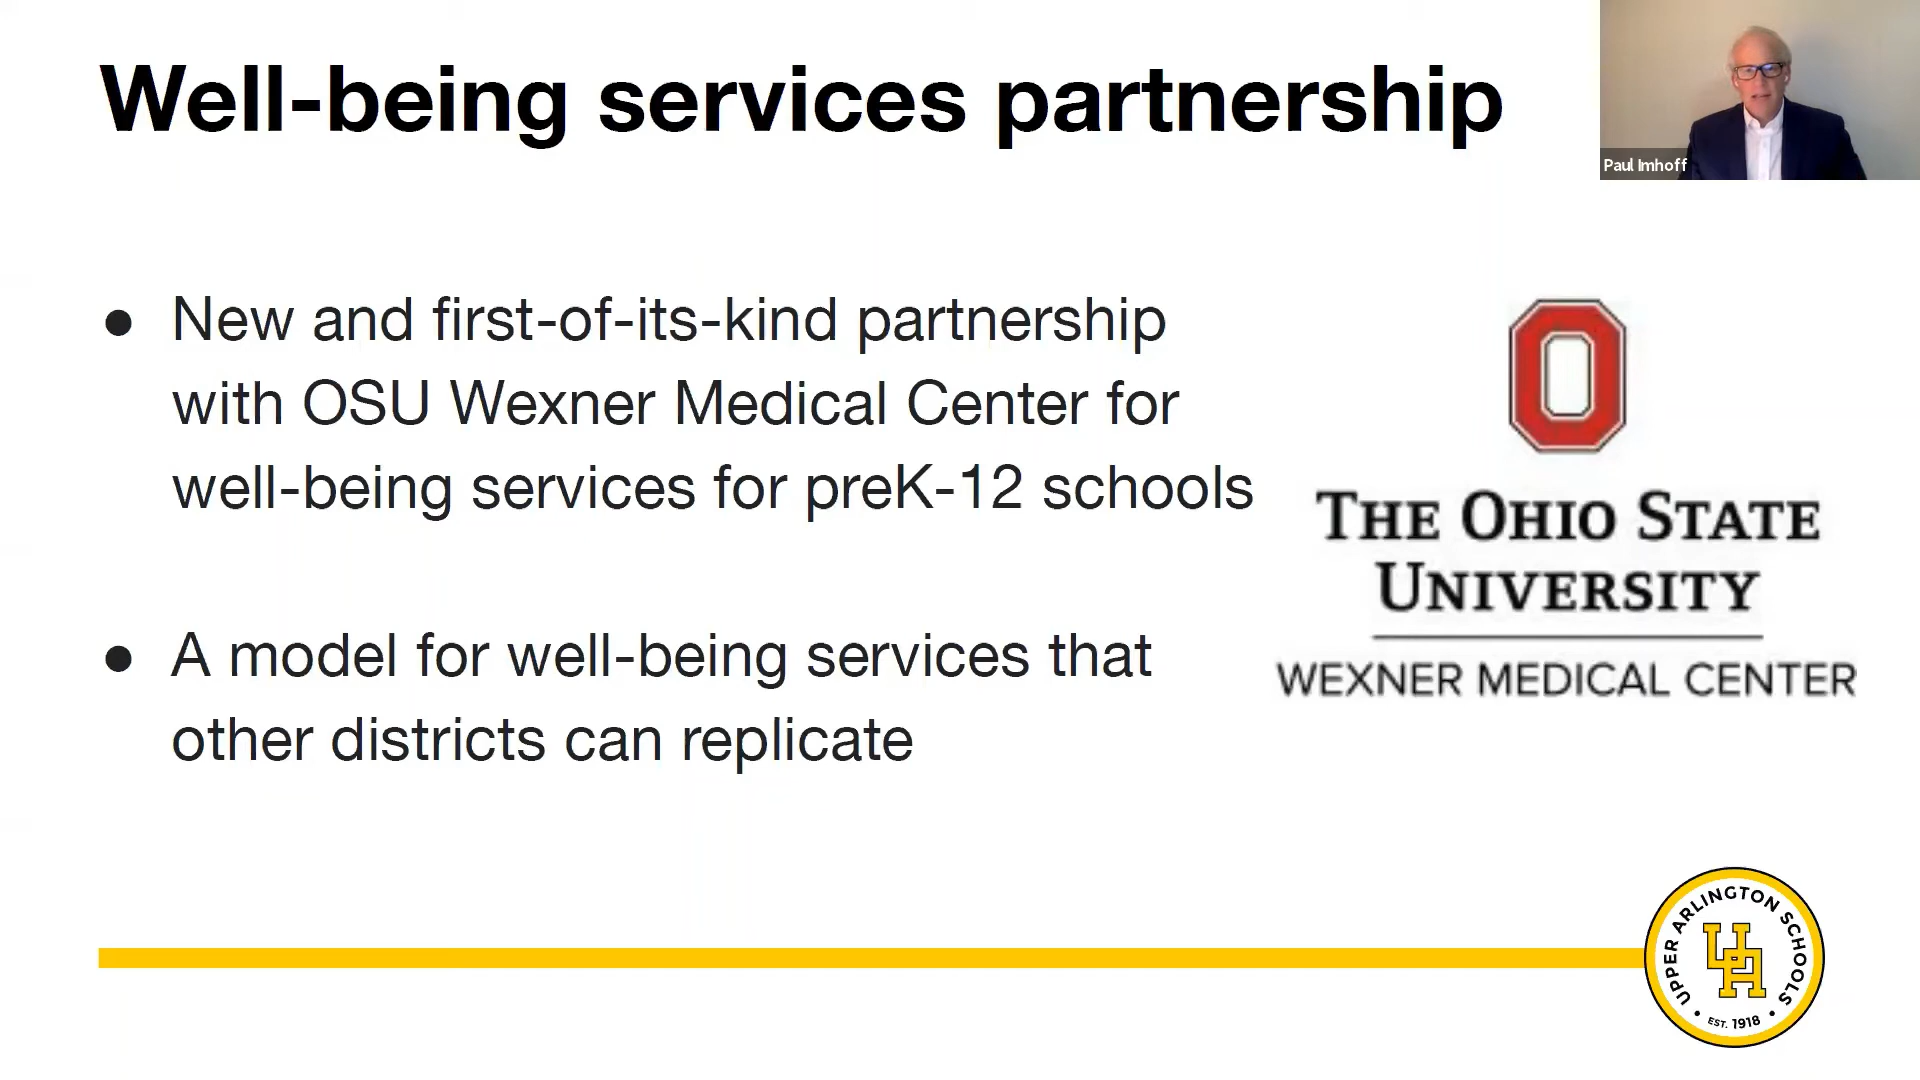 Well-being services partnership
Paul Imhoff
● New and first-of-its-kind partnership
with OSU Wexner Medical Center for
well-being services for preK-12 schools
● A model for well-being services that
other districts can replicate
O
THE OHIO STATE
UNIVERSITY
WEXNER MEDICAL CENTER
UPPER ARLINGTON SCHOOLS
UA
• EST. 1918 •